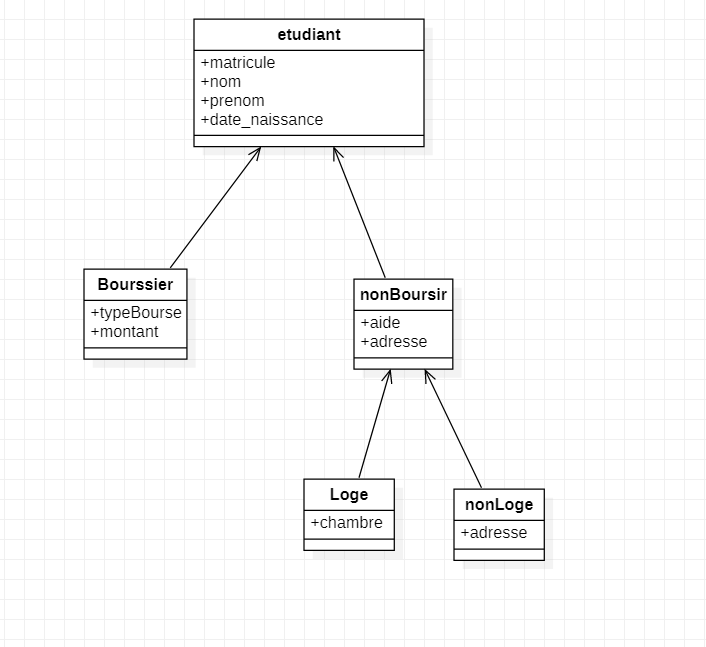 etudiant
+matricule
+nom
+prenom
+date_naissance
Bourssier
+typeBourse
+montant
nonBoursir
+aide
+adresse
Loge
+chambre
nonLoge
+adresse